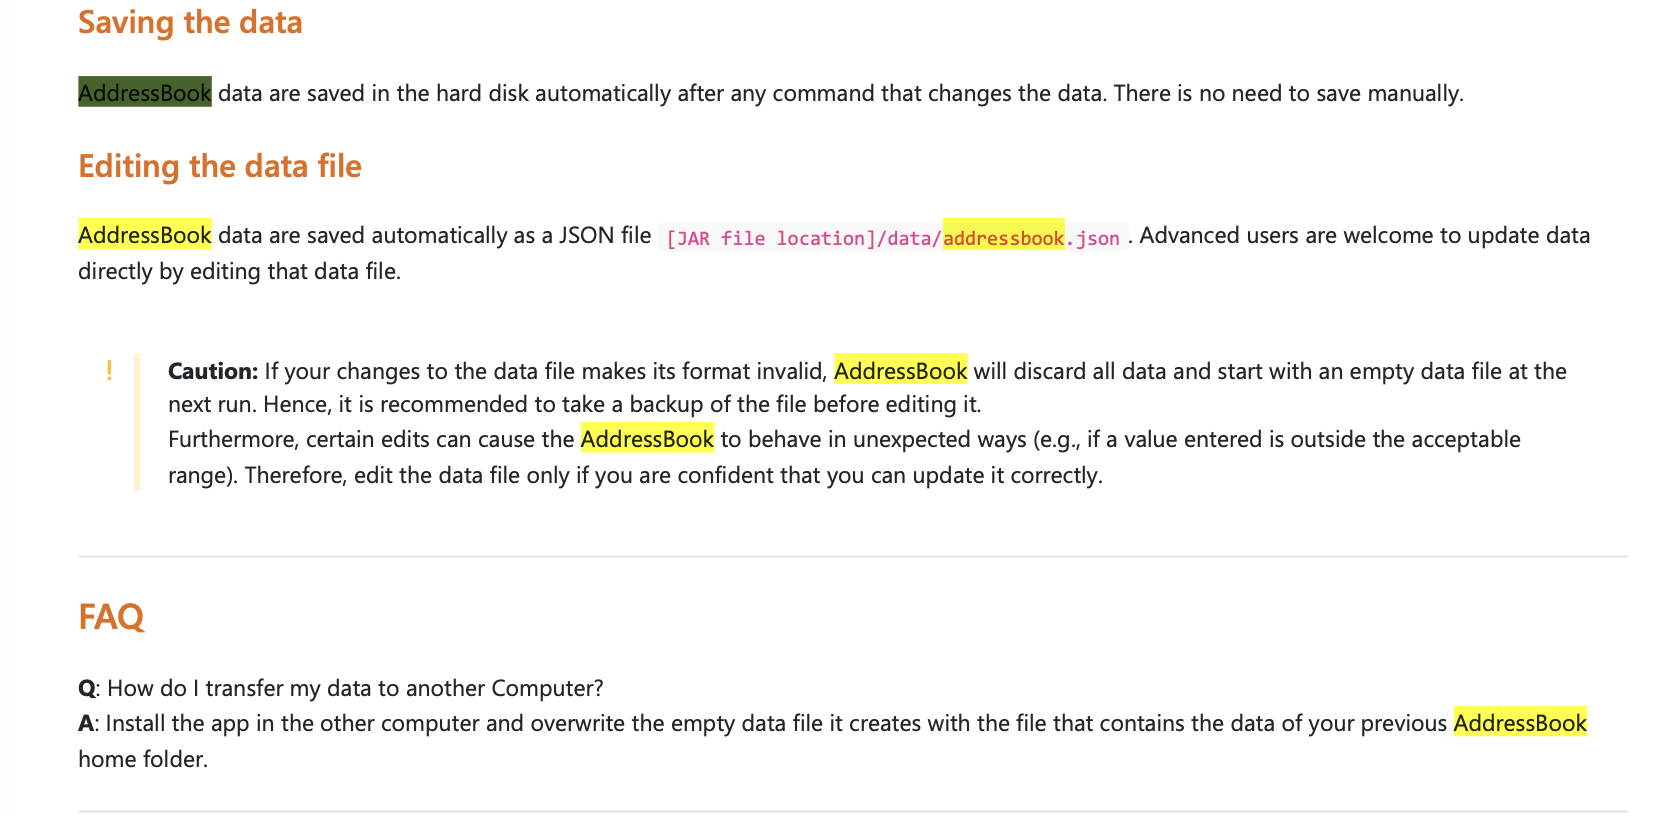 Saving the data
AddressBook data are saved in the hard disk automatically after any command that changes the data. There is no need to save manually.
Editing the data file
AddressBook data are saved automatically as a JSON file [JAR file location]/data/addressbook.json. Advanced users are welcome to update data
directly by editing that data file.
! Caution: If your changes to the data file makes its format invalid, AddressBook will discard all data and start with an empty data file at the
next run. Hence, it is recommended to take a backup of the file before editing it.
Furthermore, certain edits can cause the AddressBook to behave in unexpected ways (e.g., if a value entered is outside the acceptable
range). Therefore, edit the data file only if you are confident that you can update it correctly.
FAQ
Q: How do I transfer my data to another Computer?
A: Install the app in the other computer and overwrite the empty data file it creates with the file that contains the data of your previous AddressBook
home folder.